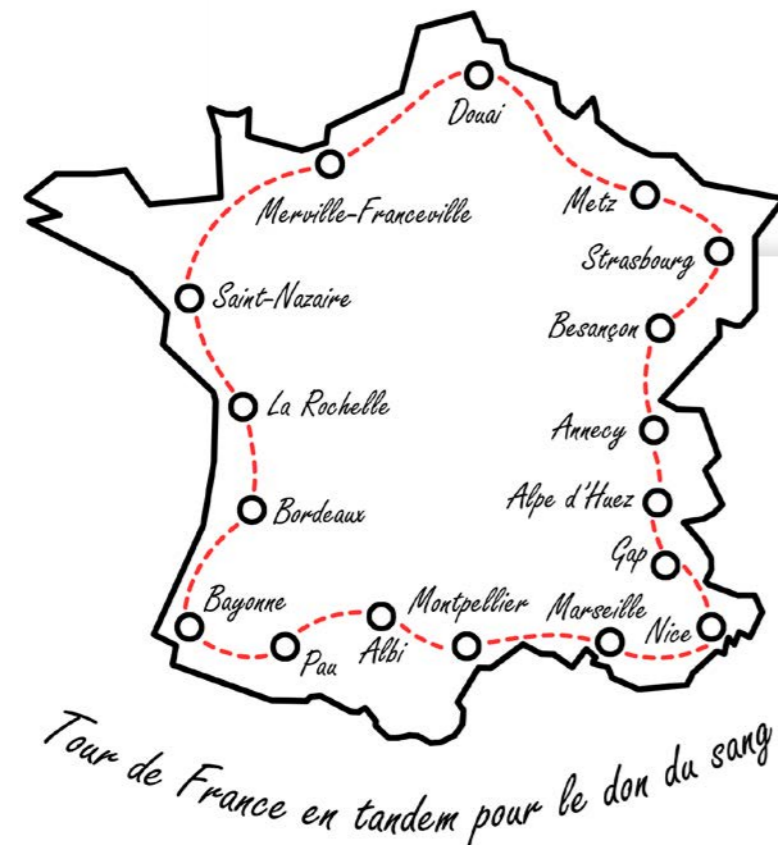 Douai
Merville-Franceville
Metz
Strasbourg
Saint-Nazaire
Besançon
La Rochelle
Annecy
Alpe d'Huez
Bordeaux
Gap
Bayonne
Montpellier
Marseille
Nice
Pau
Albi
Tour de France en tandem pour le don du sang